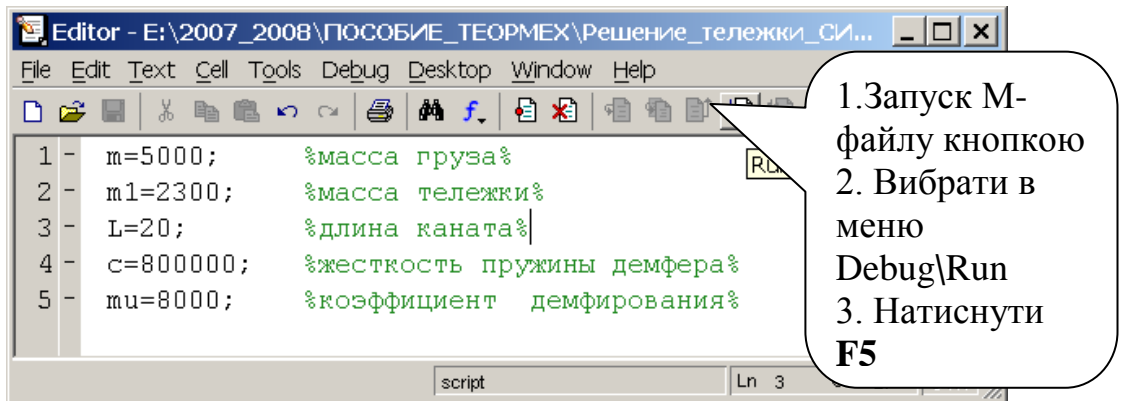 Editor - E:\2007_2008\ПОСОБИЕ_ТЕОРМЕХ\Решение_тележки_СИ...
File Edit Text Cell Tools Debug Desktop Window Help
1 - m=5000; %масса груза%
2 - m1=2300; %масса тележки%
3 - L=20; %длина каната%
4 - c=800000; %жесткость пружины демфера%
5 - mu=8000; %коэффициент демфирования%
script Ln 3
1.Запуск М-
файлу кнопкою
2. Вибрати в
меню
Debug\Run
3. Натиснути
F5